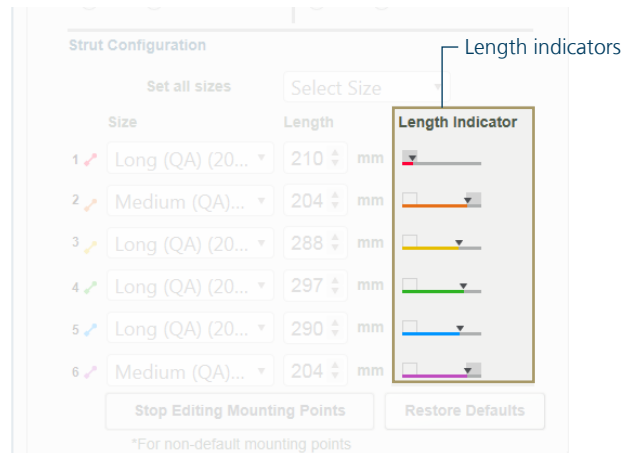 Length indicators
Strut Configuration
Set all sizes Select Size
Size Length Length Indicator
1 Long (QA) (20... 210 mm
2 Medium (QA)... 204 mm
3 Long (QA) (20... 288 mm
4 Long (QA) (20... 297 mm
5 Long (QA) (20... 290 mm
6 Medium (QA)... 204 mm
Stop Editing Mounting Points Restore Defaults
*For non-default mounting points